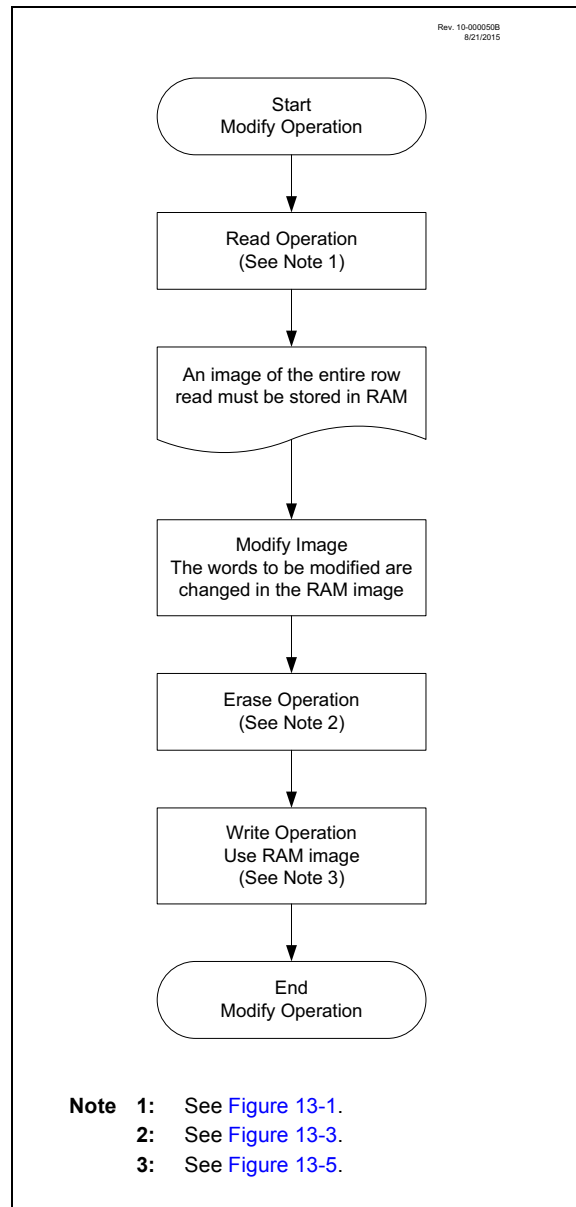 Rev. 10-000050B
8/21/2015
Start
Modify Operation
Read Operation
(See Note 1)
An image of the entire row
read must be stored in RAM
Modify Image
The words to be modified are
changed in the RAM image
Erase Operation
(See Note 2)
Write Operation
Use RAM image
(See Note 3)
End
Modify Operation
Note 1: See Figure 13-1.
2: See Figure 13-3.
3: See Figure 13-5.